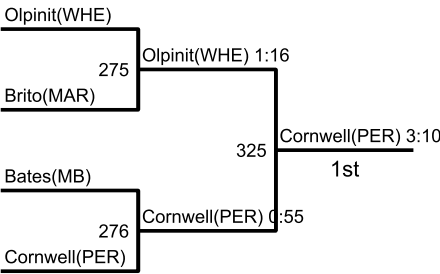 Olpinit(WHE)
Olpinit(WHE) 1:16
275
Brito(MAR)
Cornwell(PER) 3:10
325
1st
Bates(MB)
Cornwell(PER) 0:55
276
Cornwell(PER)